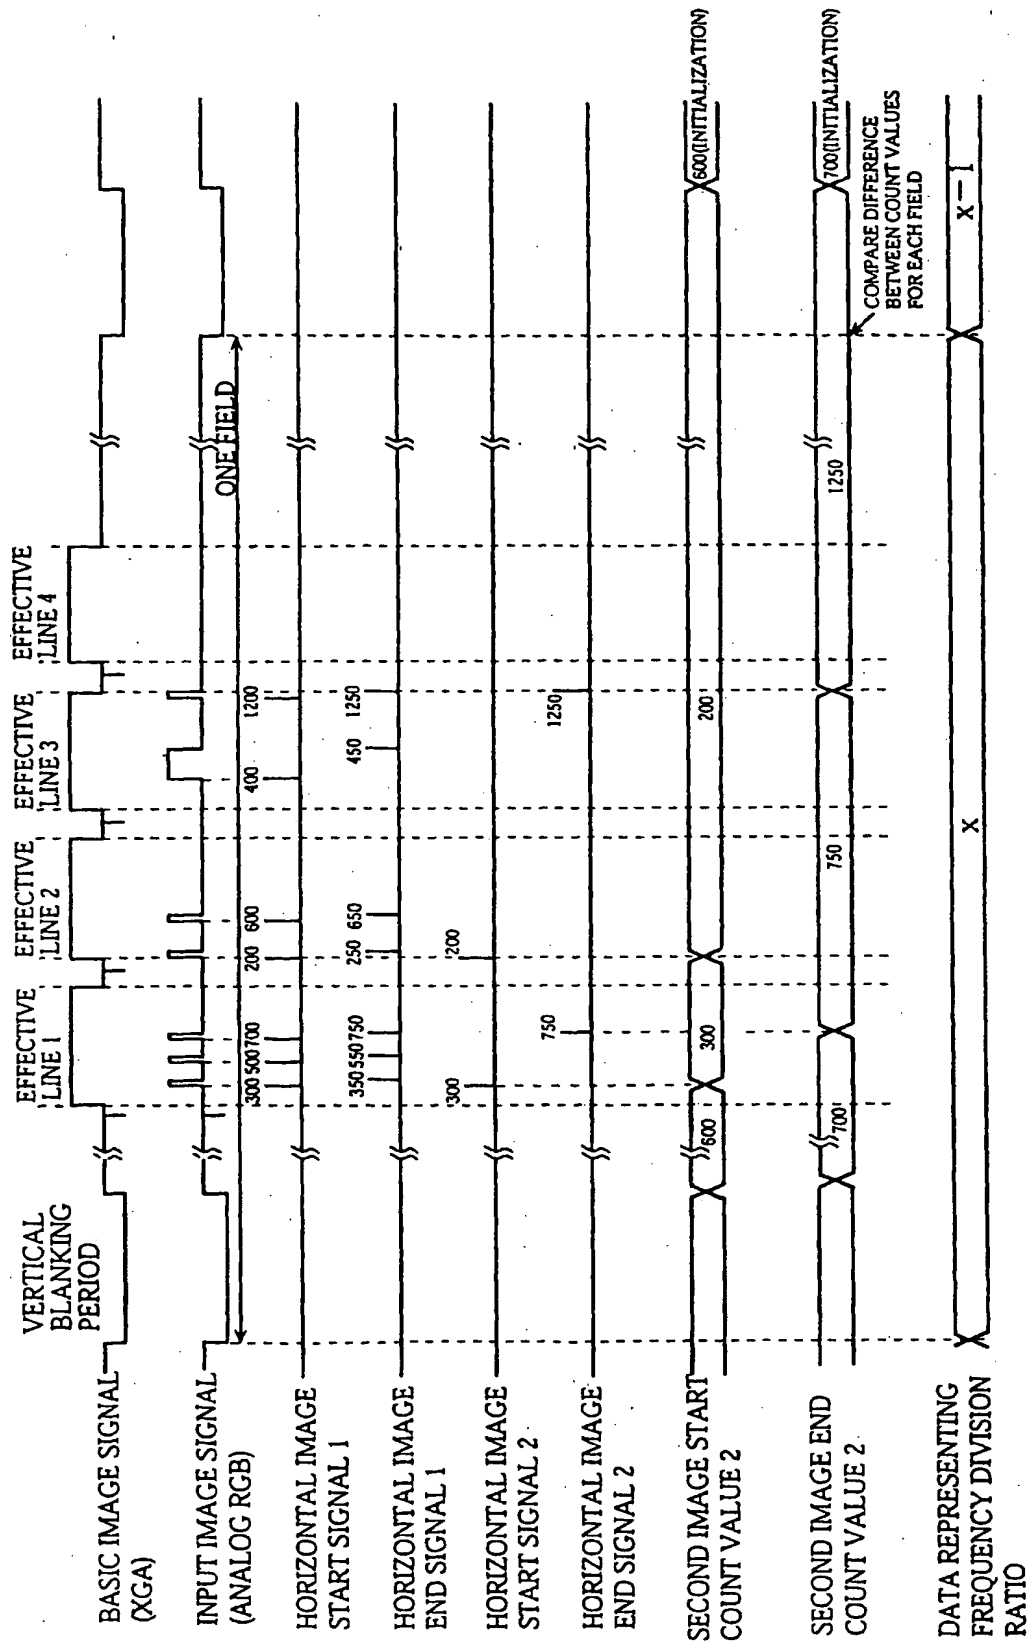 EFFECTIVE
LINE 1
EFFECTIVE
LINE 2
EFFECTIVE
LINE 3
EFFECTIVE
LINE 4
VERTICAL
BLANKING
PERIOD
BASIC IMAGE SIGNAL
(XGA)
INPUT IMAGE SIGNAL
(ANALOG RGB)
ONE FIELD
HORIZONTAL IMAGE
START SIGNAL 1
300 500 700 200 600 400 1200
HORIZONTAL IMAGE
END SIGNAL 1
350 550 750 250 650 450 1250
HORIZONTAL IMAGE
START SIGNAL 2
300 200
HORIZONTAL IMAGE
END SIGNAL 2
750 1250
SECOND IMAGE START
COUNT VALUE 2
600 300 200 600(INITIALIZATION)
SECOND IMAGE END
COUNT VALUE 2
700 750 1250 700(INITIALIZATION)
COMPARE DIFFERENCE
BETWEEN COUNT VALUES
FOR EACH FIELD
DATA REPRESENTING
FREQUENCY DIVISION
RATIO
X X-1